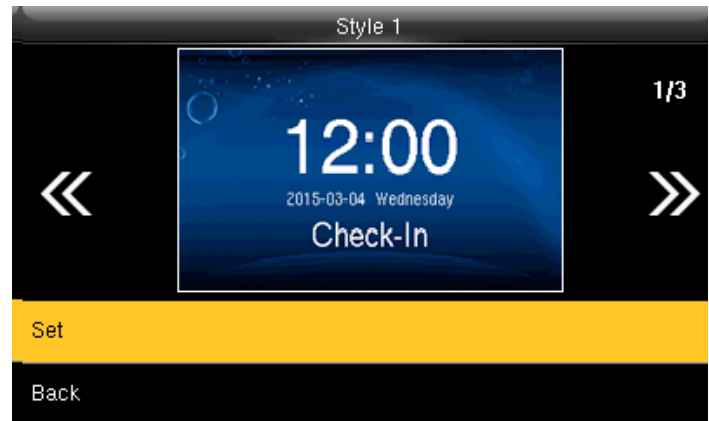 Style 1
1/3
12:00
2015-03-04 Wednesday
Check-In
Set
Back